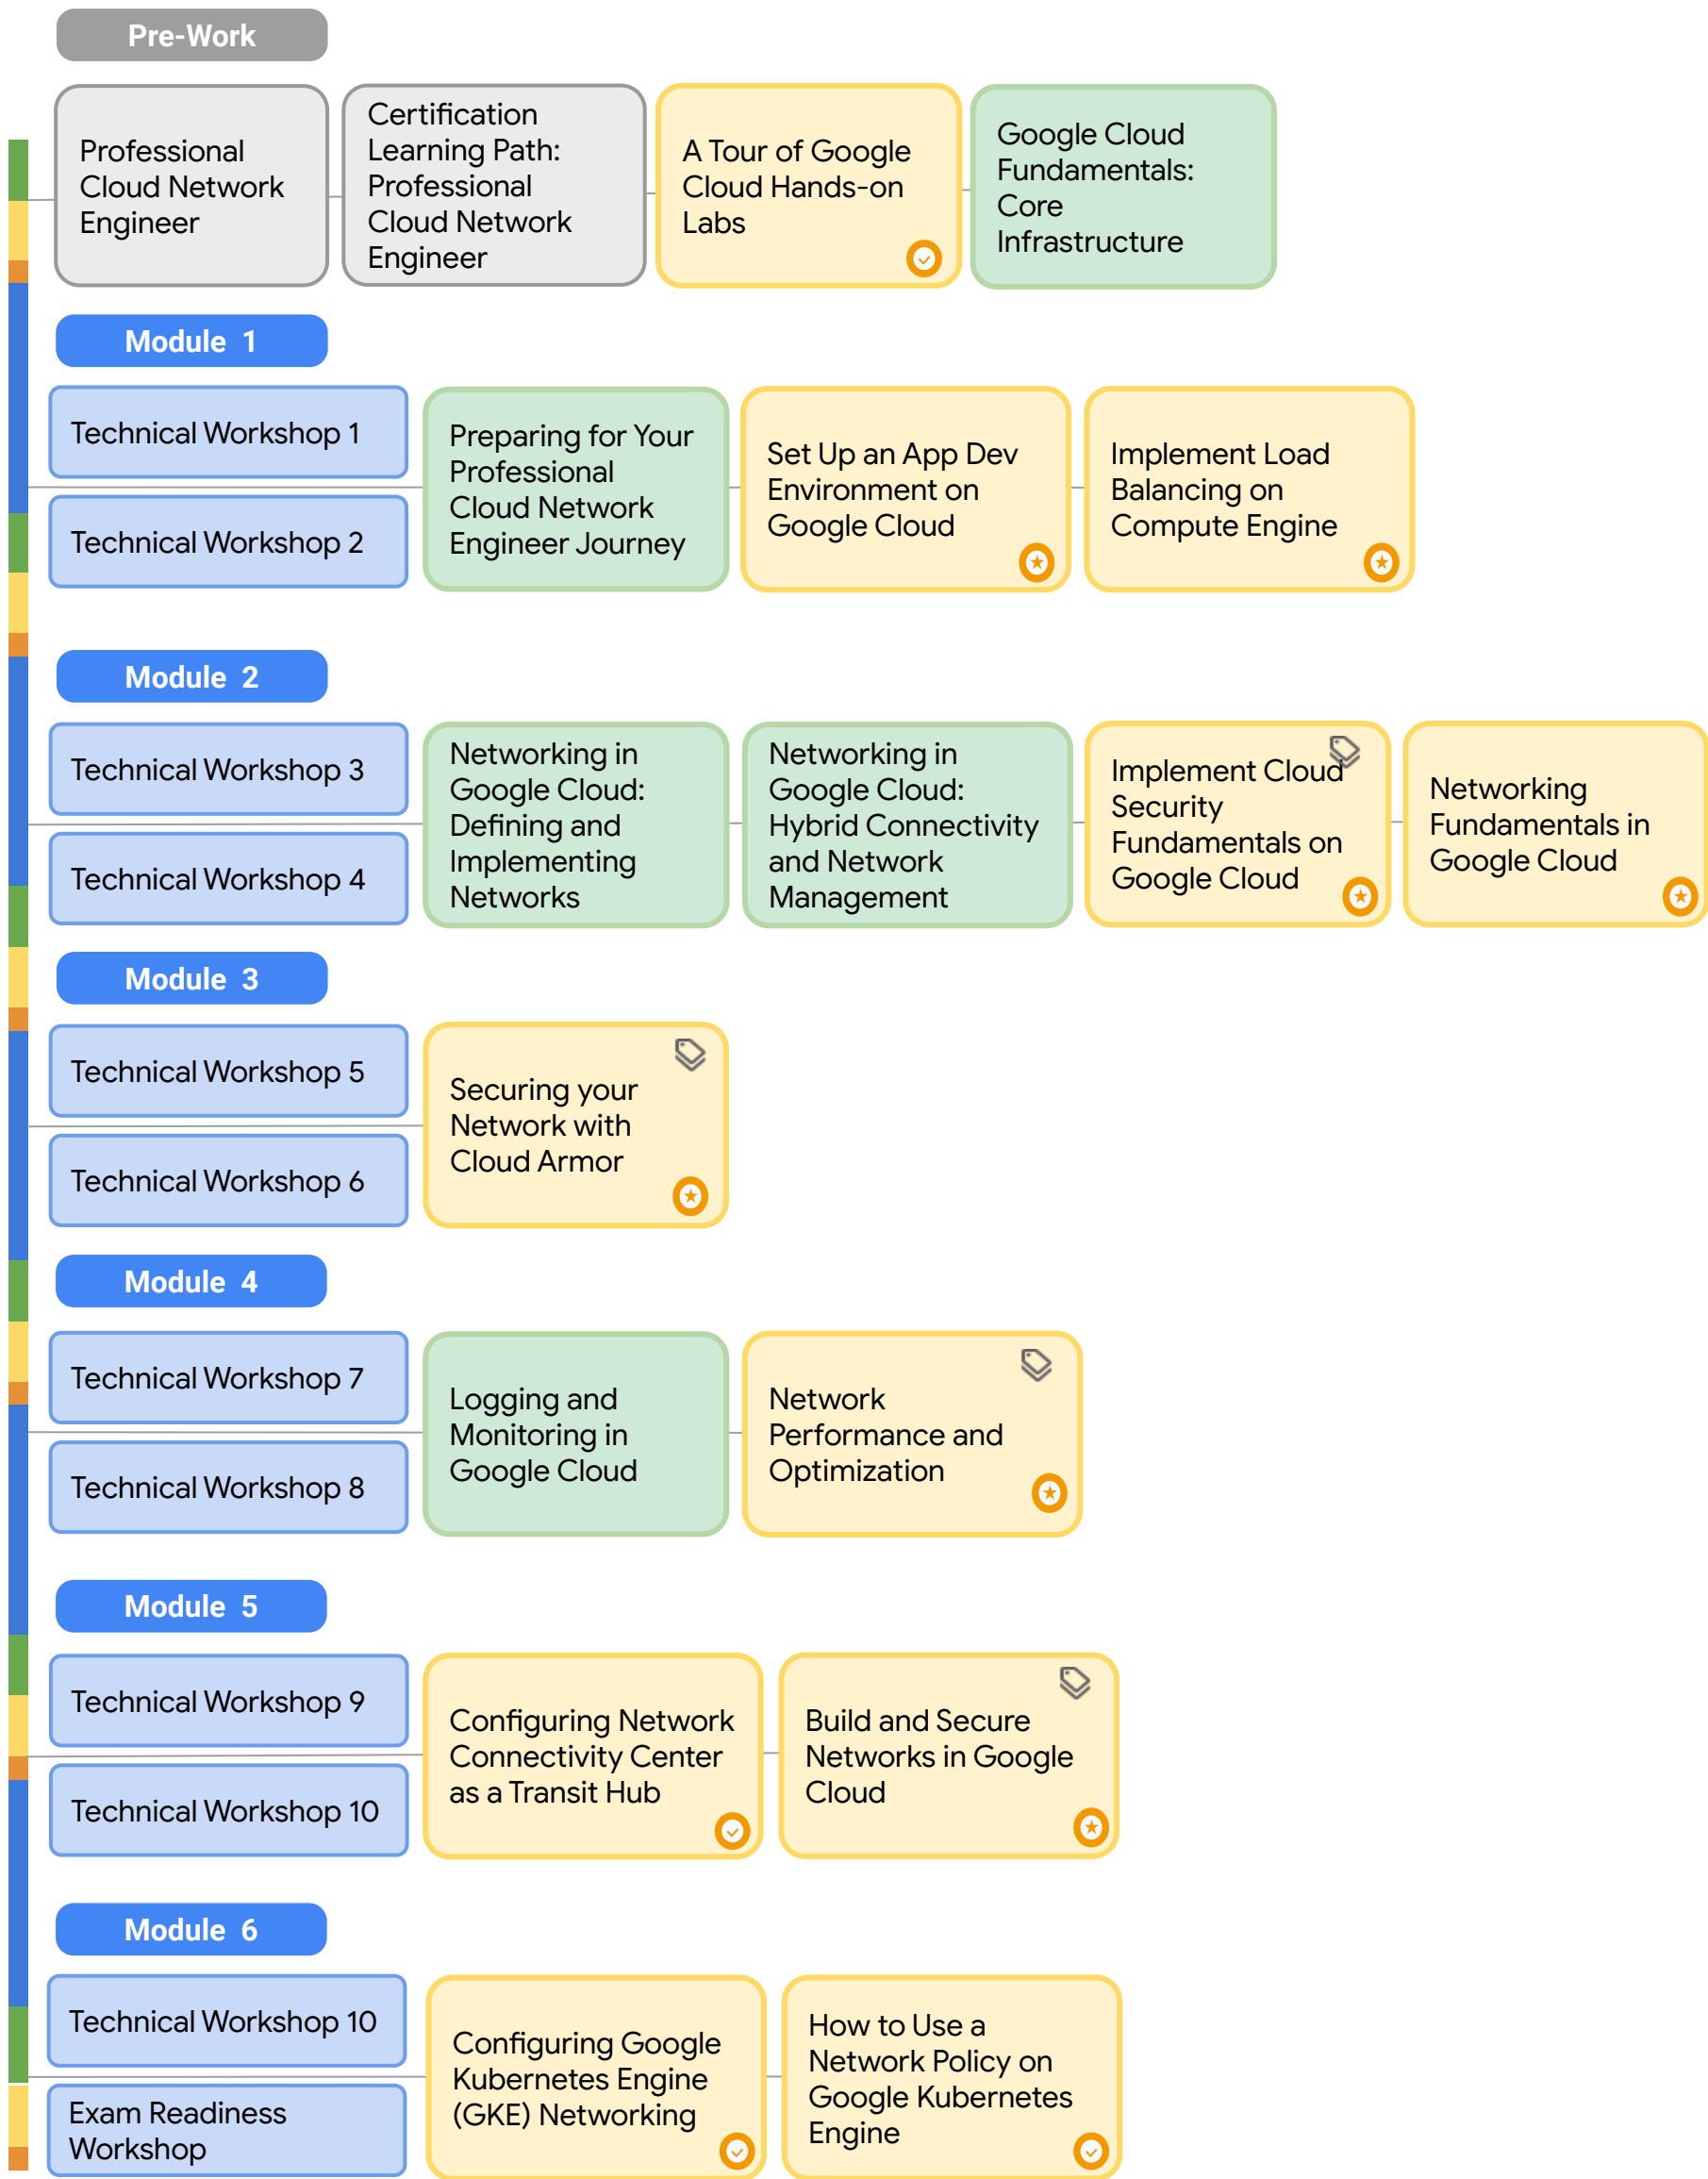 Pre-Work
Professional
Cloud Network
Engineer
Certification
Learning Path:
Professional
Cloud Network
Engineer
A Tour of Google
Cloud Hands-on
Labs
Google Cloud
Fundamentals:
Core
Infrastructure
Module 1
Technical Workshop 1
Technical Workshop 2
Preparing for Your
Professional
Cloud Network
Engineer Journey
Set Up an App Dev
Environment on
Google Cloud
Implement Load
Balancing on
Compute Engine
Module 2
Technical Workshop 3
Technical Workshop 4
Networking in
Google Cloud:
Defining and
Implementing
Networks
Networking in
Google Cloud:
Hybrid Connectivity
and Network
Management
Implement Cloud
Security
Fundamentals on
Google Cloud
Networking
Fundamentals in
Google Cloud
Module 3
Technical Workshop 5
Technical Workshop 6
Securing your
Network with
Cloud Armor
Module 4
Technical Workshop 7
Technical Workshop 8
Logging and
Monitoring in
Google Cloud
Network
Performance and
Optimization
Module 5
Technical Workshop 9
Technical Workshop 10
Configuring Network
Connectivity Center
as a Transit Hub
Build and Secure
Networks in Google
Cloud
Module 6
Technical Workshop 10
Exam Readiness
Workshop
Configuring Google
Kubernetes Engine
(GKE) Networking
How to Use a
Network Policy on
Google Kubernetes
Engine